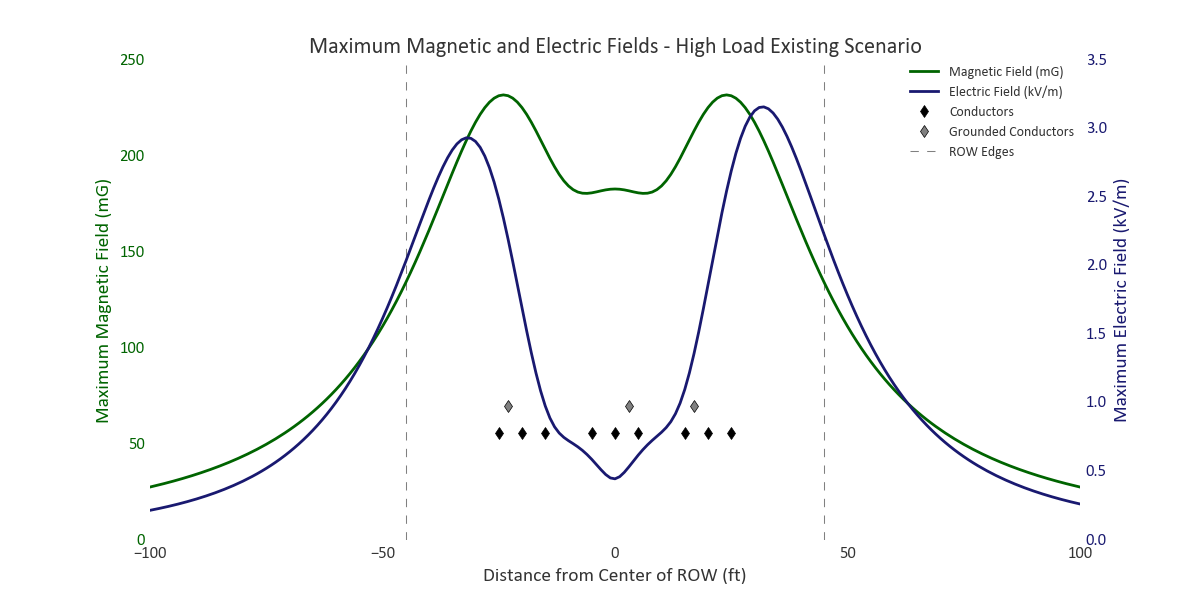 Maximum Magnetic and Electric Fields - High Load Existing Scenario
250
200
150
100
50
0
Maximum Magnetic Field (mG)
3.5
3.0
2.5
2.0
1.5
1.0
0.5
0.0
Maximum Electric Field (kV/m)
Magnetic Field (mG)
Electric Field (kV/m)
Conductors
Grounded Conductors
ROW Edges
−100 −50 0 50 100
Distance from Center of ROW (ft)